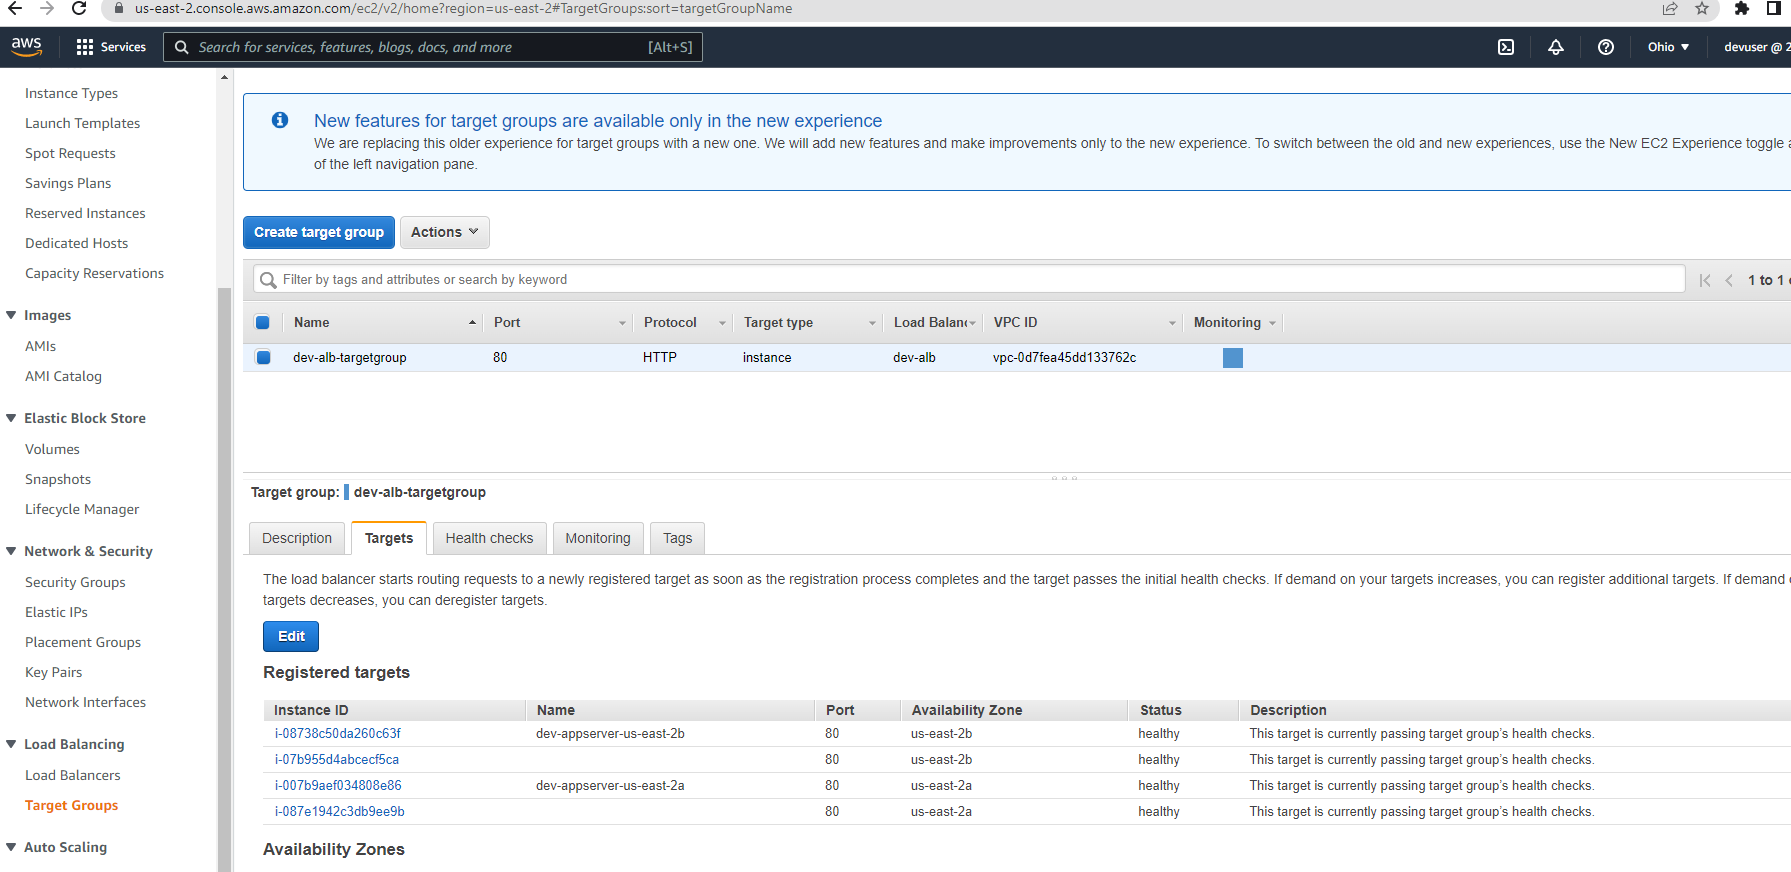 us-east-2.console.aws.amazon.com/ec2/v2/home?region=us-east-2#TargetGroups:sort=targetGroupName
aws Services Search for services, features, blogs, docs, and more [Alt+S] Ohio devuser @ 2
Instance Types
Launch Templates
Spot Requests
Savings Plans
Reserved Instances
Dedicated Hosts
Capacity Reservations
Images
AMIs
AMI Catalog
Elastic Block Store
Volumes
Snapshots
Lifecycle Manager
Network & Security
Security Groups
Elastic IPs
Placement Groups
Key Pairs
Network Interfaces
Load Balancing
Load Balancers
Target Groups
Auto Scaling
New features for target groups are available only in the new experience
We are replacing this older experience for target groups with a new one. We will add new features and make improvements only to the new experience. To switch between the old and new experiences, use the New EC2 Experience toggle
of the left navigation pane.
Create target group Actions
Filter by tags and attributes or search by keyword 1 to 1
Name Port Protocol Target type Load Balanc VPC ID Monitoring
dev-alb-targetgroup 80 HTTP instance dev-alb vpc-0d7fea45dd133762c
Target group: dev-alb-targetgroup
Description Targets Health checks Monitoring Tags
The load balancer starts routing requests to a newly registered target as soon as the registration process completes and the target passes the initial health checks. If demand on your targets increases, you can register additional targets. If demand
targets decreases, you can deregister targets.
Edit
Registered targets
Instance ID Name Port Availability Zone Status Description
i-08738c50da260c63f dev-appserver-us-east-2b 80 us-east-2b healthy This target is currently passing target group's health checks.
i-07b955d4abcecf5ca 80 us-east-2b healthy This target is currently passing target group's health checks.
i-007b9aef034808e86 dev-appserver-us-east-2a 80 us-east-2a healthy This target is currently passing target group's health checks.
i-087e1942c3db9ee9b 80 us-east-2a healthy This target is currently passing target group's health checks.
Availability Zones